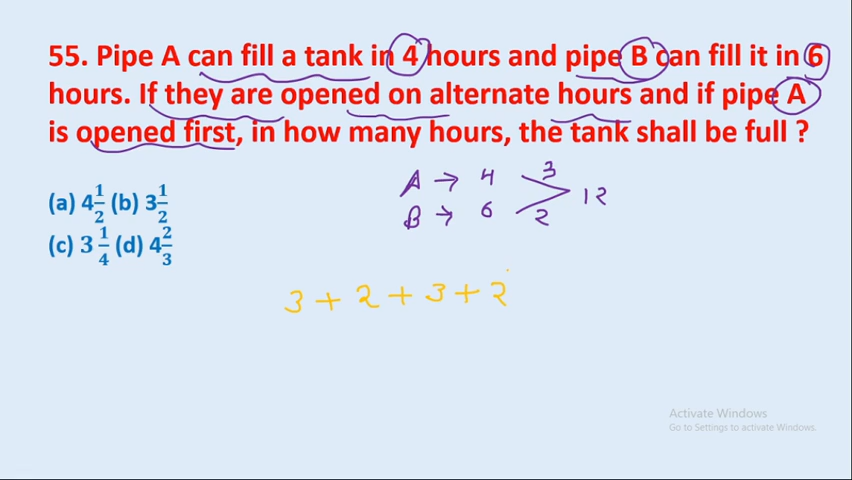 55. Pipe A can fill a tank in 4 hours and pipe B can fill it in 6
hours. If they are opened on alternate hours and if pipe A
is opened first, in how many hours, the tank shall be full ?
(a) 4 1/2 (b) 3 1/2
(c) 3 1/4 (d) 4 2/3
A → 4 3
12
B → 6 2
3 + 2 + 3 + 2
Activate Windows
Go to Settings to activate Windows.